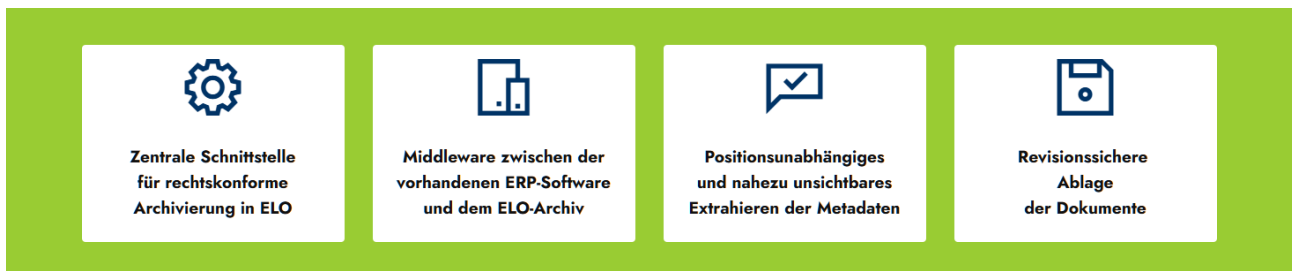 Zentrale Schnittstelle
für rechtskonforme
Archivierung in ELO
Middleware zwischen der
vorhandenen ERP-Software
und dem ELO-Archiv
Positionsunabhängiges
und nahezu unsichtbares
Extrahieren der Metadaten
Revisionssichere
Ablage
der Dokumente